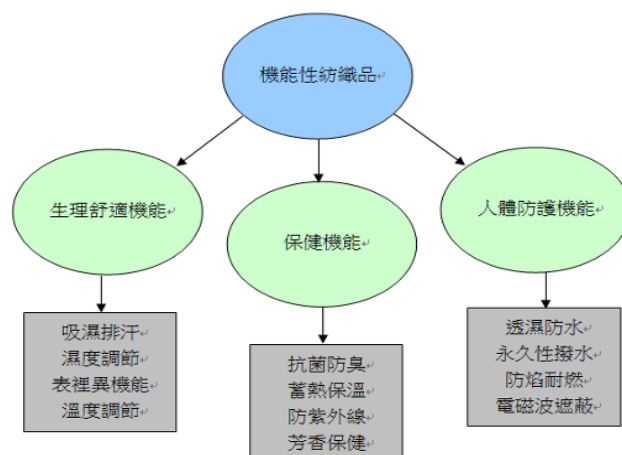 機能性紡織品
生理舒適機能
保健機能
人體防護機能
吸濕排汗
濕度調節
表裡異機能
溫度調節
抗菌防臭
蓄熱保溫
防紫外線
芳香保健
透濕防水
永久性撥水
防焰耐燃
電磁波遮蔽